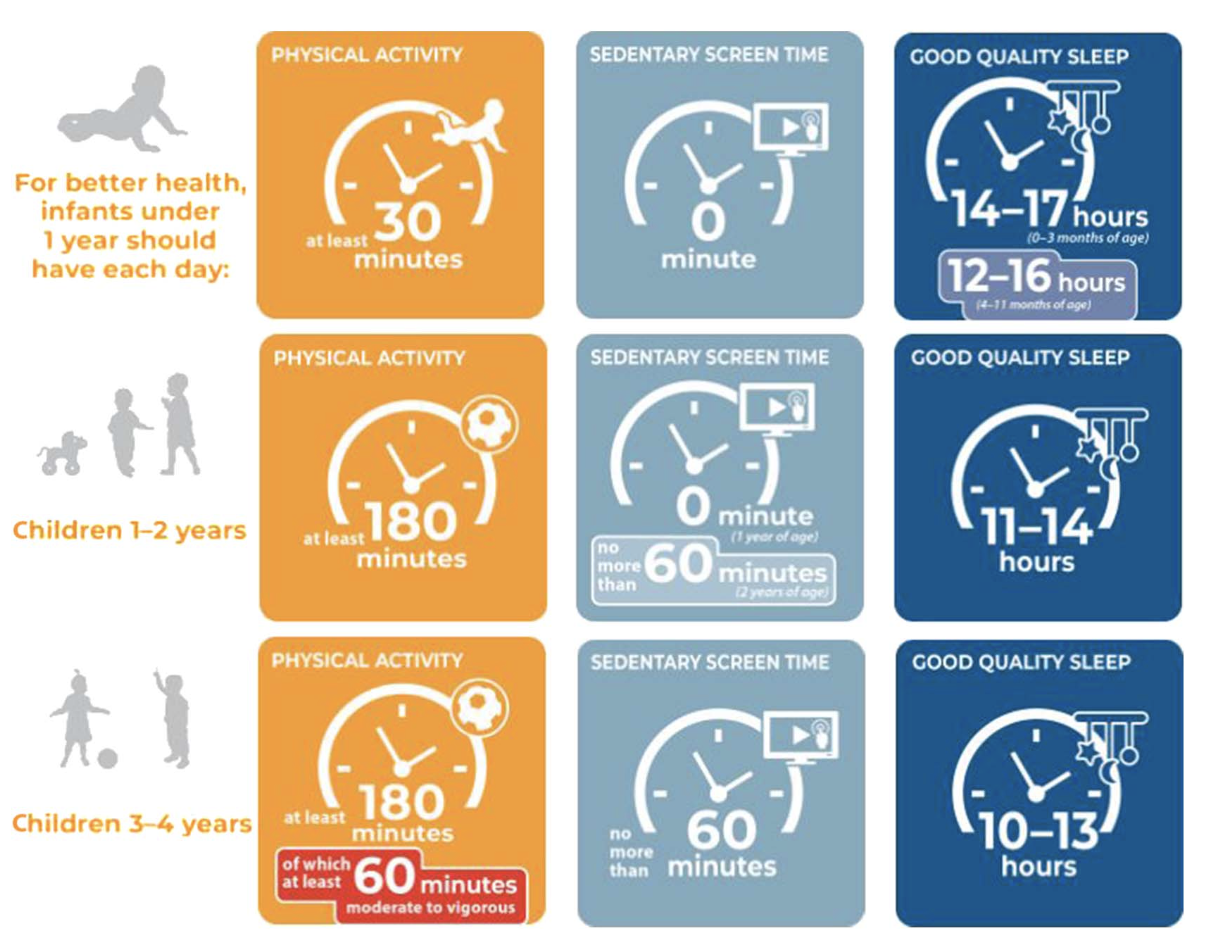 For better health,
infants under
1 year should
have each day:
PHYSICAL ACTIVITY
at least 30
minutes
SEDENTARY SCREEN TIME
0
minute
GOOD QUALITY SLEEP
14–17 hours
(0–3 months of age)
12–16 hours
(4–11 months of age)
Children 1–2 years
PHYSICAL ACTIVITY
at least 180
minutes
SEDENTARY SCREEN TIME
0 minute
(1 year of age)
no
more
than
60 minutes
(2 years of age)
GOOD QUALITY SLEEP
11–14
hours
Children 3–4 years
PHYSICAL ACTIVITY
at least 180
minutes
of which
at least
60 minutes
moderate to vigorous
SEDENTARY SCREEN TIME
no
more
than
60
minutes
GOOD QUALITY SLEEP
10–13
hours